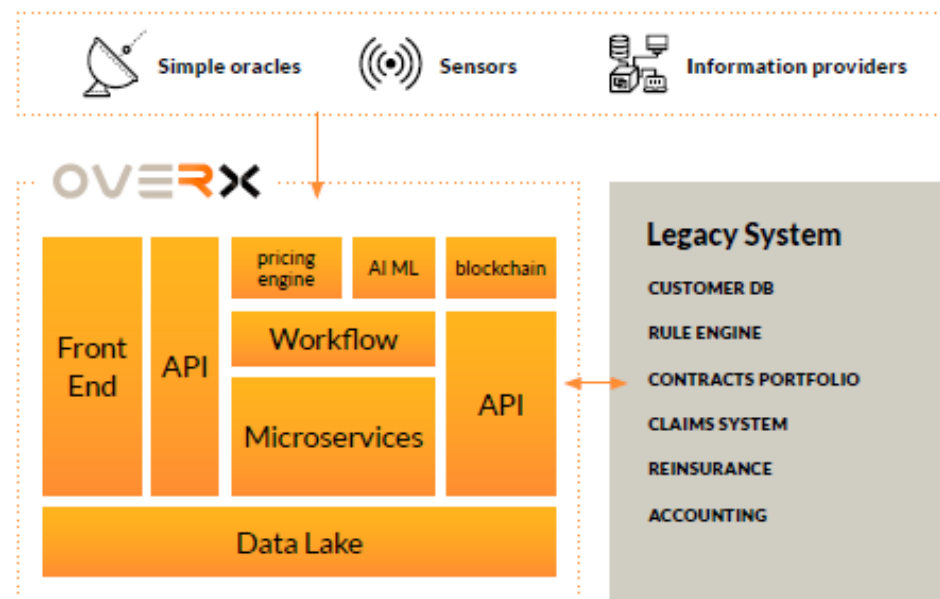 Simple oracles
Sensors
Information providers
OVERX
Front
End
API
pricing
engine
AI ML
blockchain
Workflow
Microservices
API
Data Lake
Legacy System
CUSTOMER DB
RULE ENGINE
CONTRACTS PORTFOLIO
CLAIMS SYSTEM
REINSURANCE
ACCOUNTING